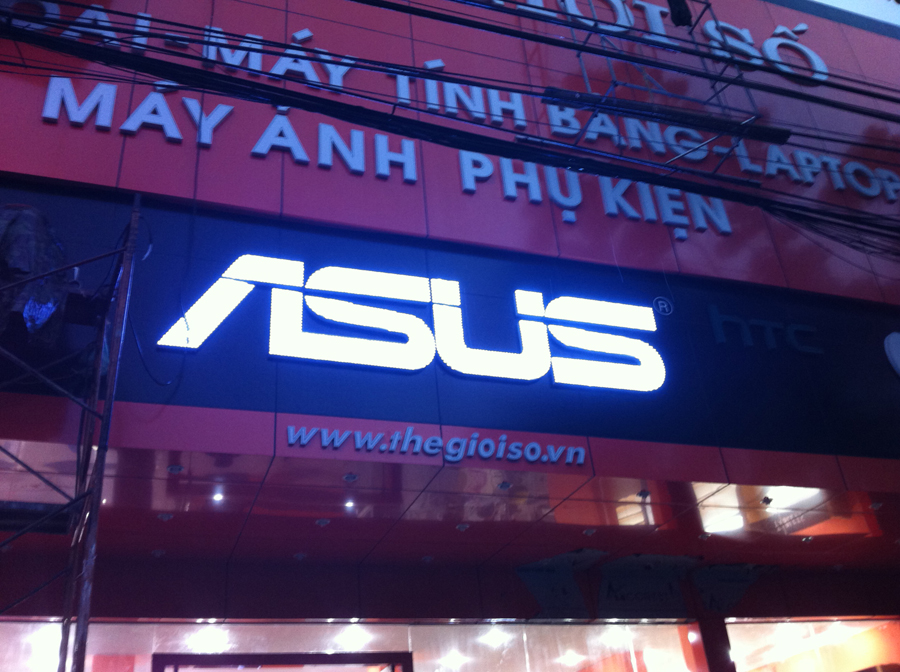 SỐ
MÁY TÍNH BẢNG-LAPTOP
MÁY ẢNH PHỤ KIỆN
ASUS®
hTC
www.thegioiso.vn